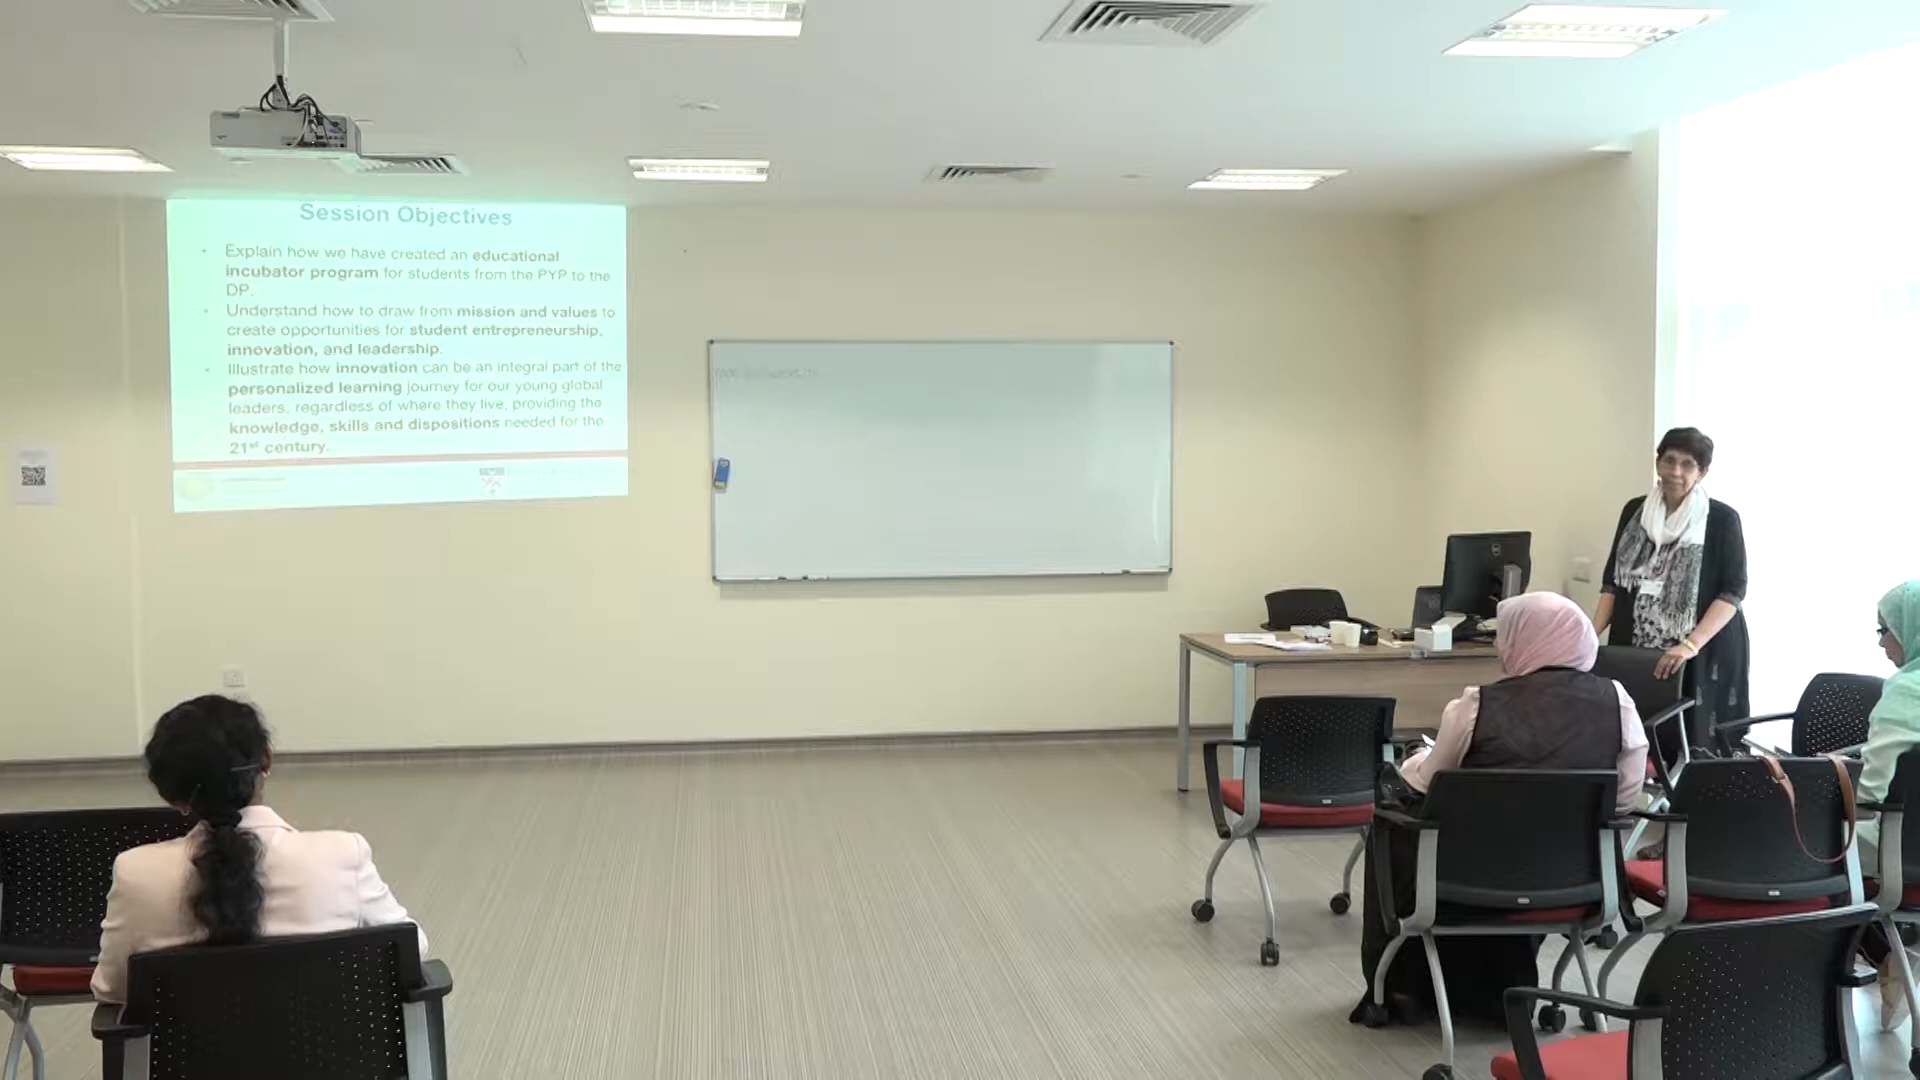 Session Objectives
• Explain how we have created an educational
incubator program for students from the PYP to the
DP.
• Understand how to draw from mission and values to
create opportunities for student entrepreneurship,
innovation, and leadership.
• Illustrate how innovation can be an integral part of the
personalized learning journey for our young global
leaders, regardless of where they live, providing the
knowledge, skills and dispositions needed for the
21st century.